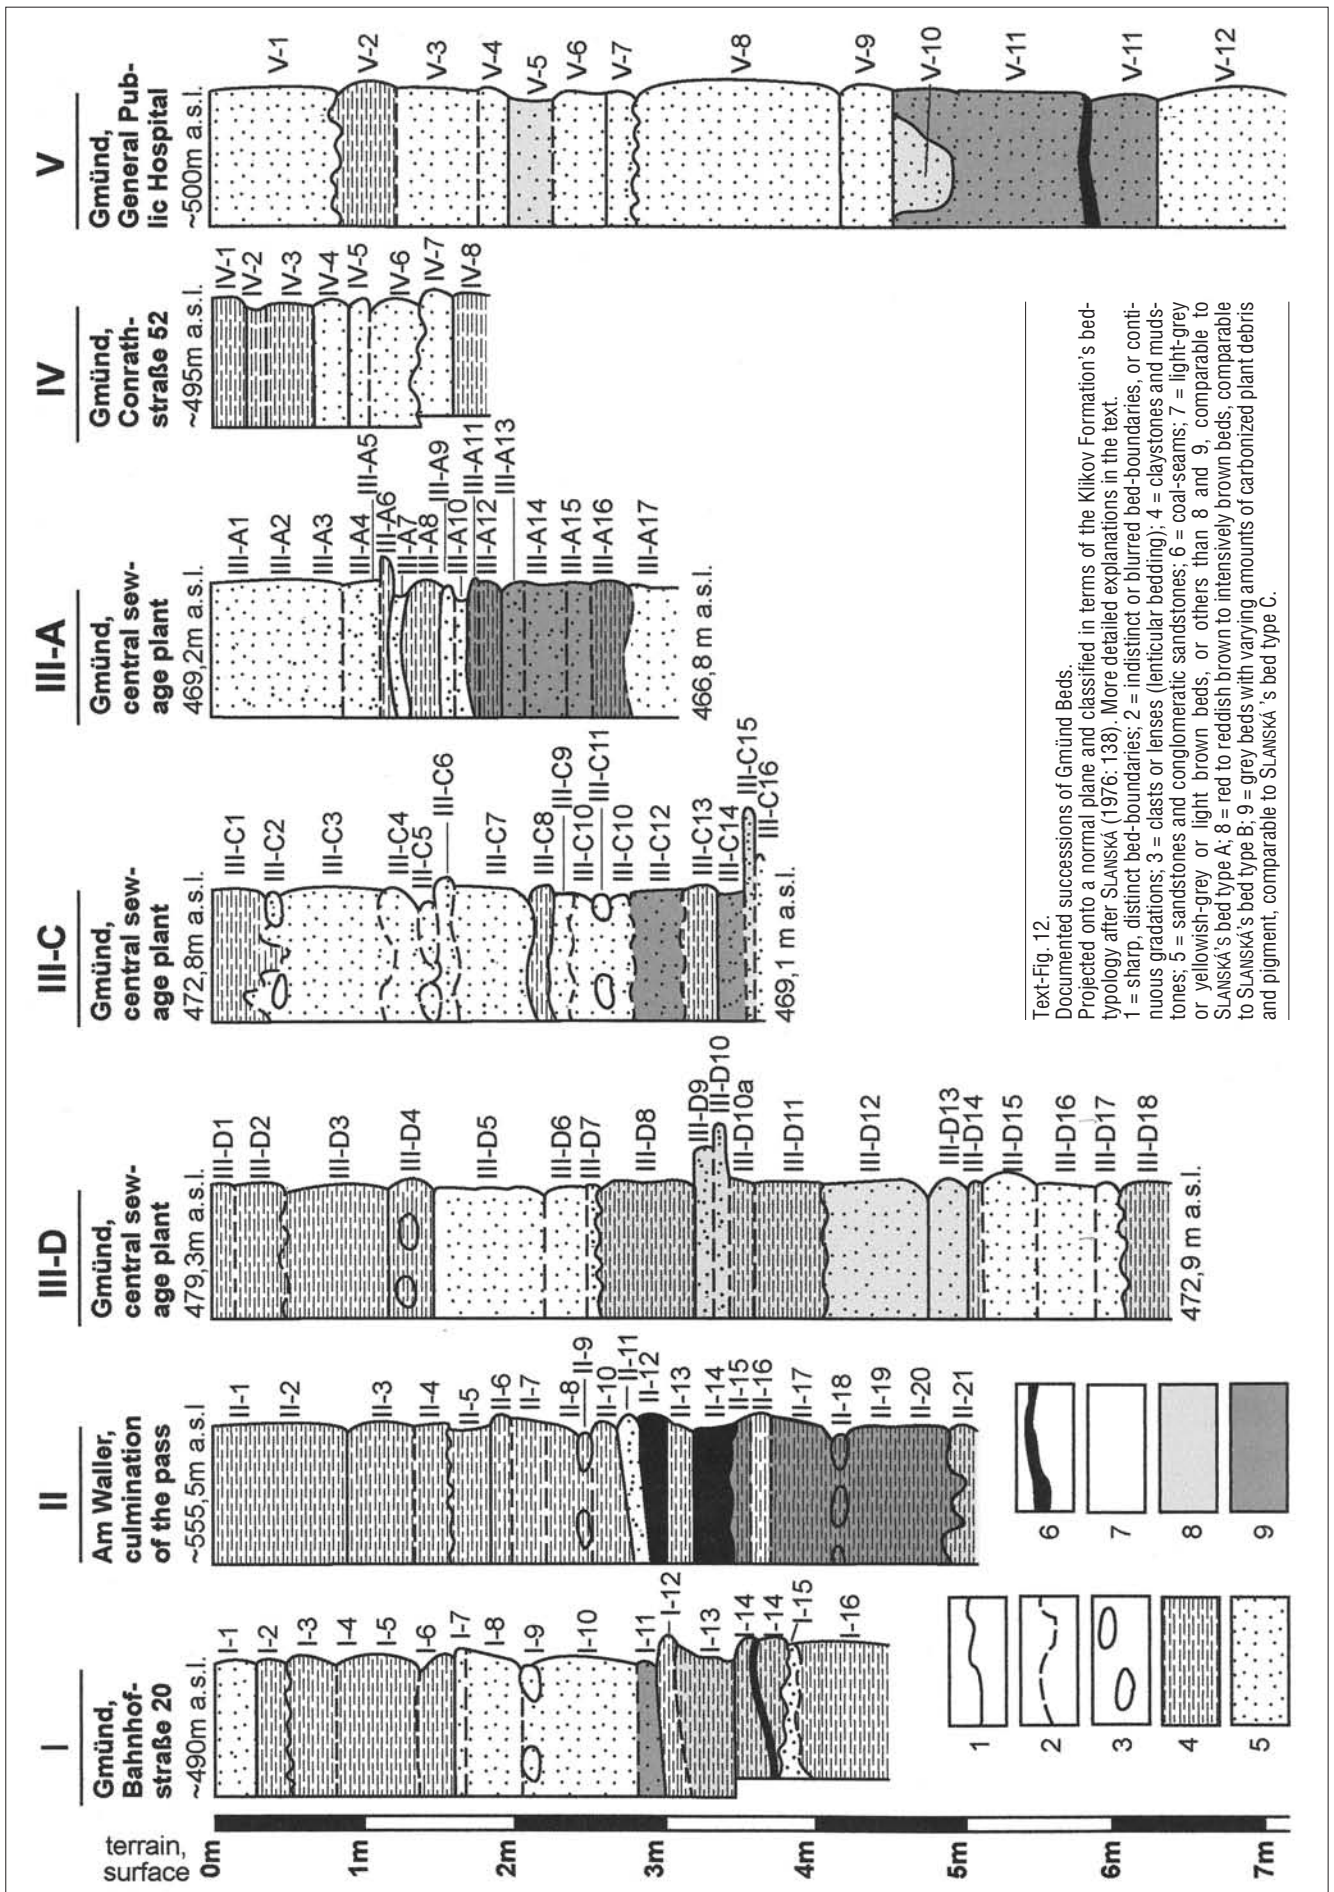 I
Gmünd,
Bahnhof-
straße 20
~490m a.s.l.
I-1
I-2
I-3
I-4
I-5
I-6
I-7
I-8
I-9
I-10
I-11
I-12
I-13
I-14
I-14
I-15
I-16
II
Am Waller,
culmination
of the pass
~555,5m a.s.l
II-1
II-2
II-3
II-4
II-5
II-6
II-7
II-8
II-9
II-10
II-11
II-12
II-13
II-14
II-15
II-16
II-17
II-18
II-19
II-20
II-21
III-D
Gmünd,
central sew-
age plant
479,3m a.s.l.
III-D1
III-D2
III-D3
III-D4
III-D5
III-D6
III-D7
III-D8
III-D9
III-D10
III-D10a
III-D11
III-D12
III-D13
III-D14
III-D15
III-D16
III-D17
III-D18
472,9 m a.s.l.
III-C
Gmünd,
central sew-
age plant
472,8m a.s.l.
III-C1
III-C2
III-C3
III-C4
III-C5
III-C6
III-C7
III-C8
III-C9
III-C10
III-C11
III-C10
III-C12
III-C13
III-C14
III-C15
III-C16
469,1 m a.s.l.
III-A
Gmünd,
central sew-
age plant
469,2m a.s.l.
III-A1
III-A2
III-A3
III-A4
III-A5
III-A6
III-A7
III-A8
III-A9
III-A10
III-A11
III-A12
III-A13
III-A14
III-A15
III-A16
III-A17
466,8 m a.s.l.
IV
Gmünd,
Conrath-
straße 52
~495m a.s.l.
IV-1
IV-2
IV-3
IV-4
IV-5
IV-6
IV-7
IV-8
V
Gmünd,
General Pub-
lic Hospital
~500m a.s.l.
V-1
V-2
V-3
V-4
V-5
V-6
V-7
V-8
V-9
V-10
V-11
V-11
V-12
terrain,
surface
0m
1m
2m
3m
4m
5m
6m
7m
1
2
3
4
5
6
7
8
9
Text-Fig. 12.
Documented successions of Gmünd Beds.
Projected onto a normal plane and classified in terms of the Klikov Formation's bed-
typology after SLANSKÁ (1976: 138). More detailed explanations in the text.
1 = sharp, distinct bed-boundaries; 2 = indistinct or blurred bed-boundaries, or conti-
nuous gradations; 3 = clasts or lenses (lenticular bedding); 4 = claystones and muds-
tones; 5 = sandstones and conglomeratic sandstones; 6 = coal-seams; 7 = light-grey
or yellowish-grey or light brown beds, or others than 8 and 9, comparable to
SLANSKÁ's bed type A; 8 = red to reddish brown to intensively brown beds, comparable
to SLANSKÁ's bed type B; 9 = grey beds with varying amounts of carbonized plant debris
and pigment, comparable to SLANSKÁ 's bed type C.